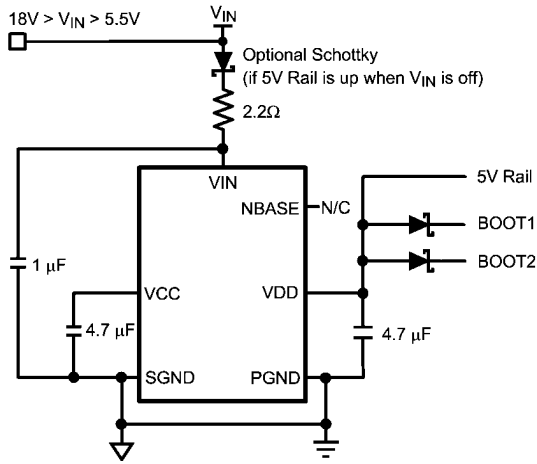 18V > VIN > 5.5V
VIN
Optional Schottky
(if 5V Rail is up when VIN is off)
2.2Ω
VIN
5V Rail
NBASE
N/C
BOOT1
BOOT2
1 µF
VCC
VDD
4.7 µF
4.7 µF
SGND
PGND